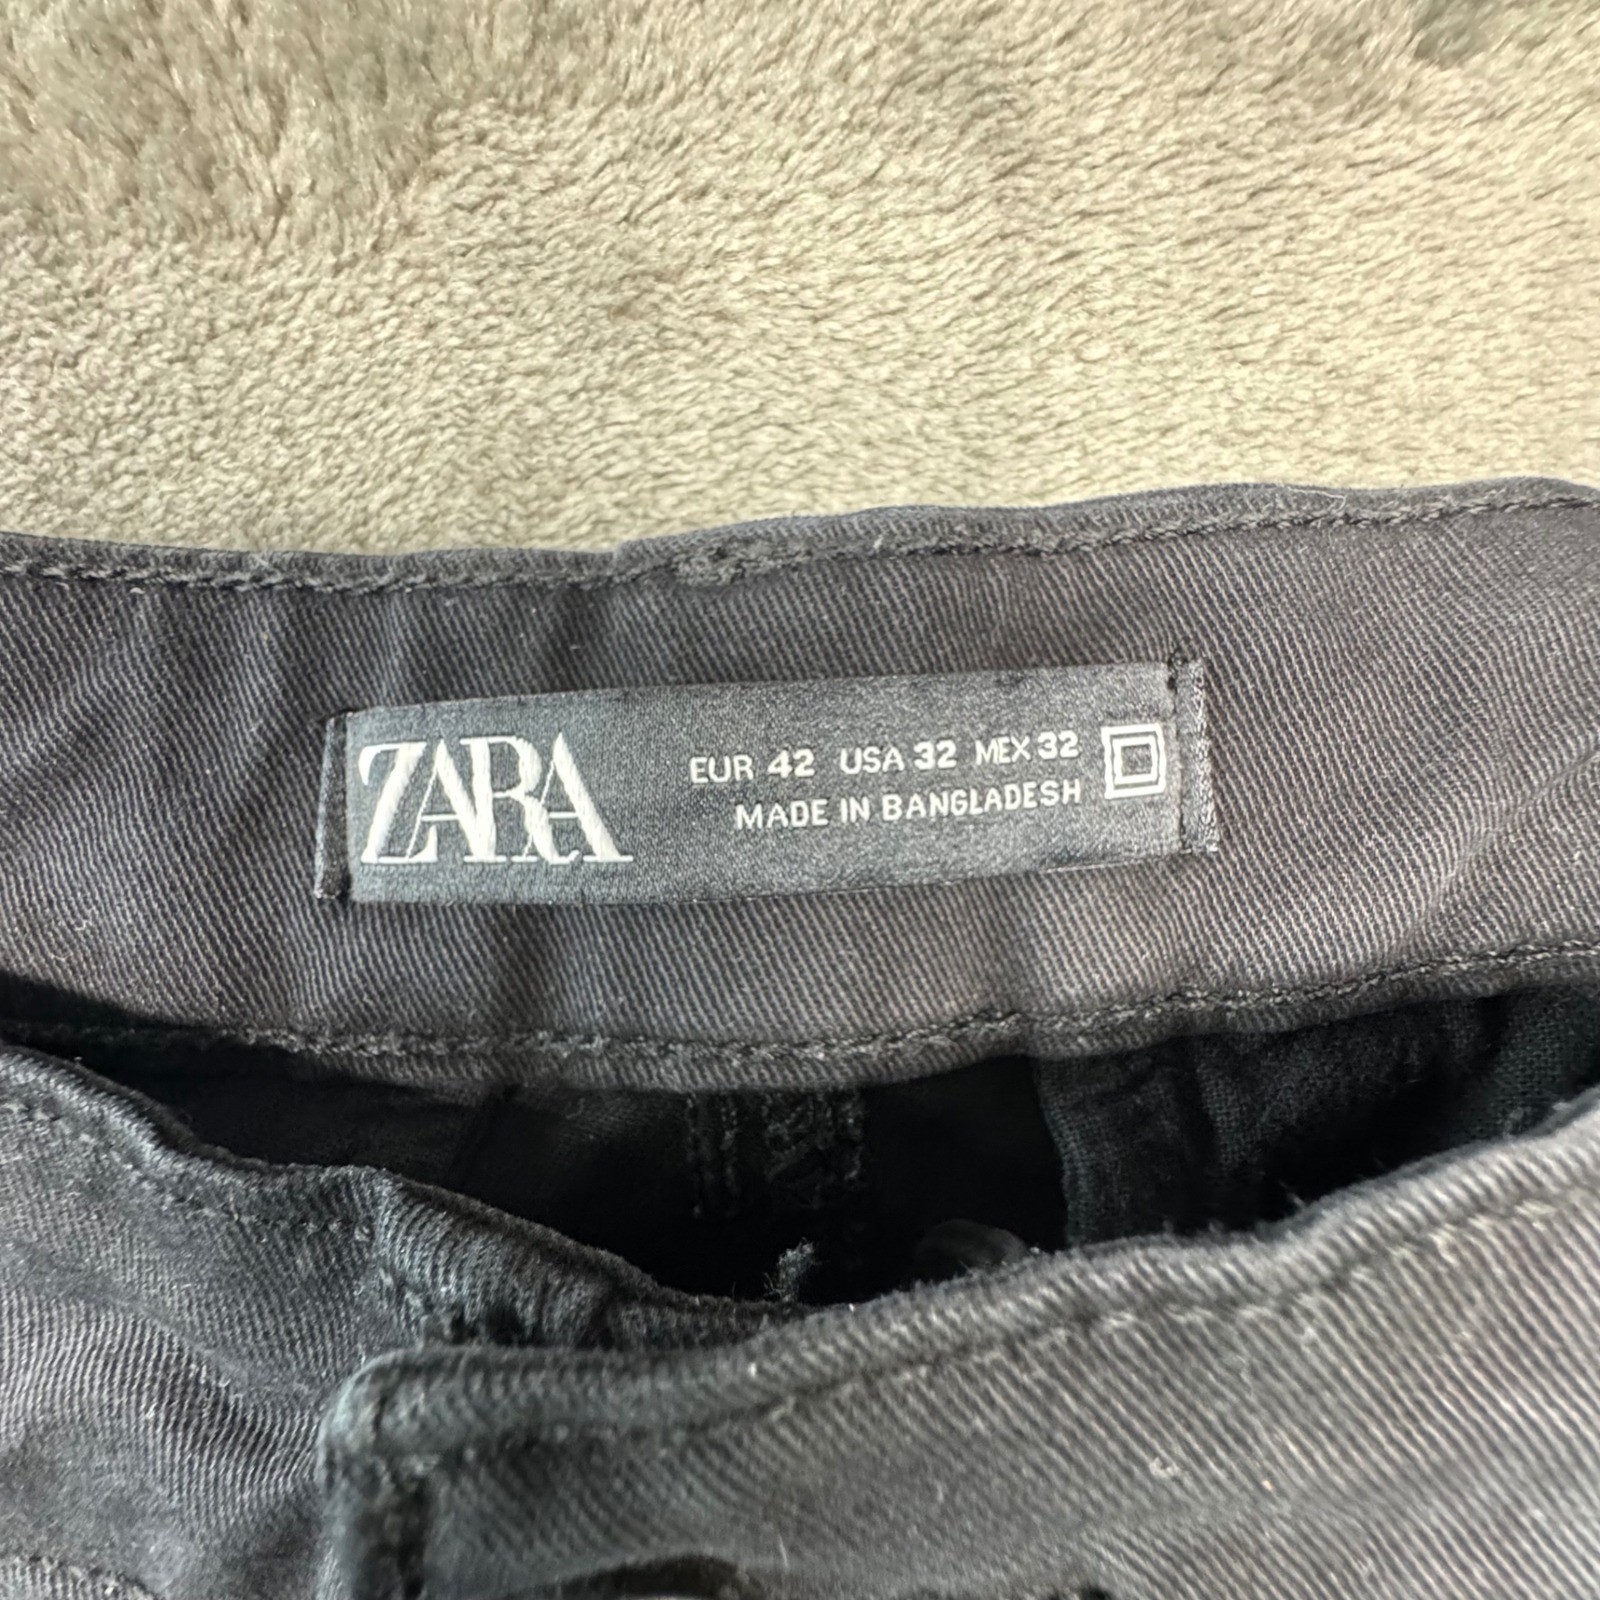 ZARA
EUR 42 USA 32 MEX 32
MADE IN BANGLADESH